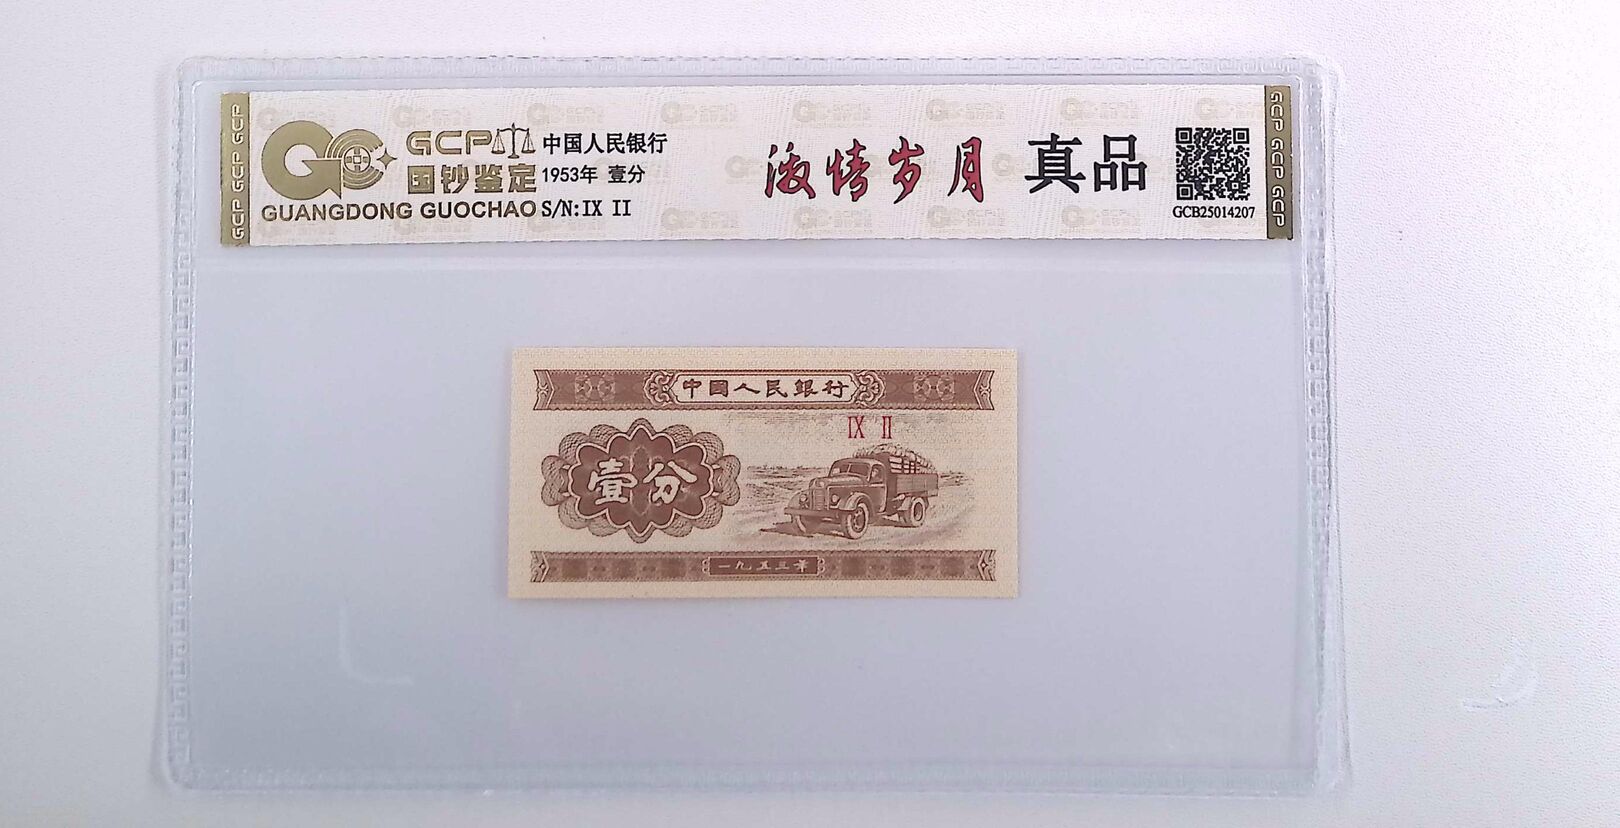 GCP GCP GCP
GCP
国钞鉴定
GUANGDONG GUOCHAO
中国人民银行
1953年 壹分
S/N:IX II
激情岁月
真品
GCB25014207
GCP GCP GCP
中國人民銀行
IX II
壹分
一九五三年